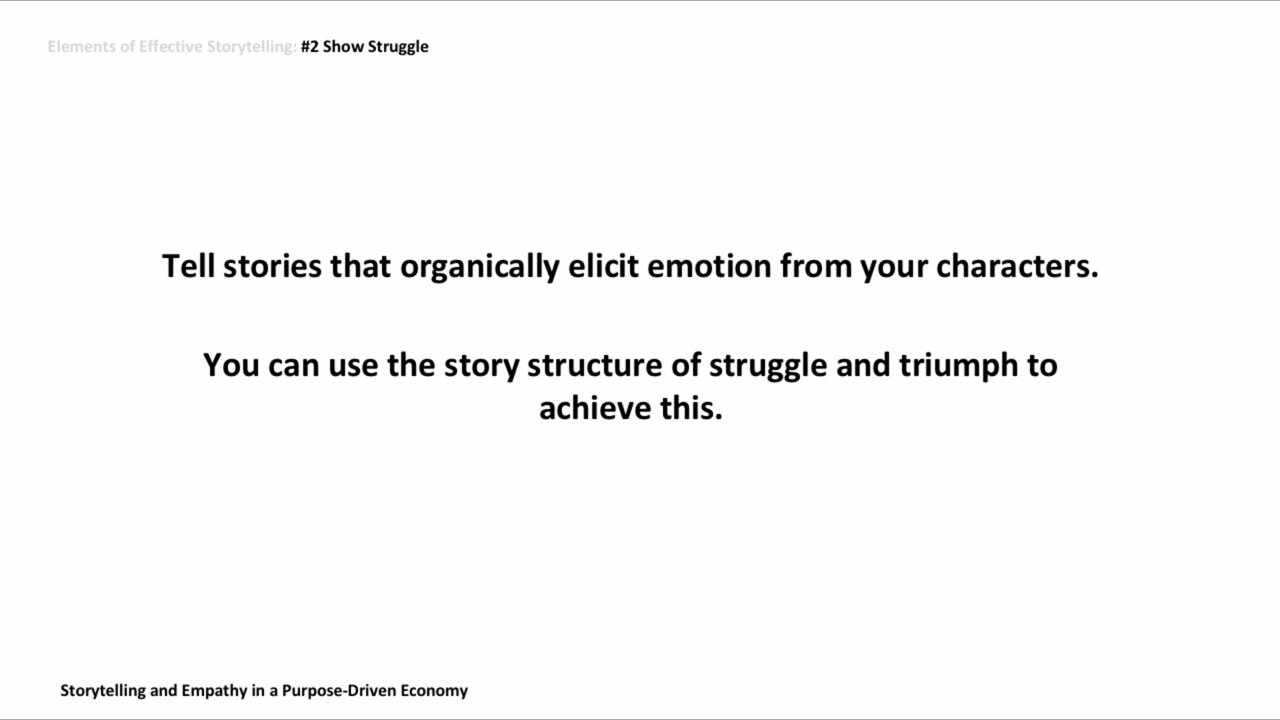 Elements of Effective Storytelling: #2 Show Struggle
Tell stories that organically elicit emotion from your characters.
You can use the story structure of struggle and triumph to
achieve this.
Storytelling and Empathy in a Purpose-Driven Economy